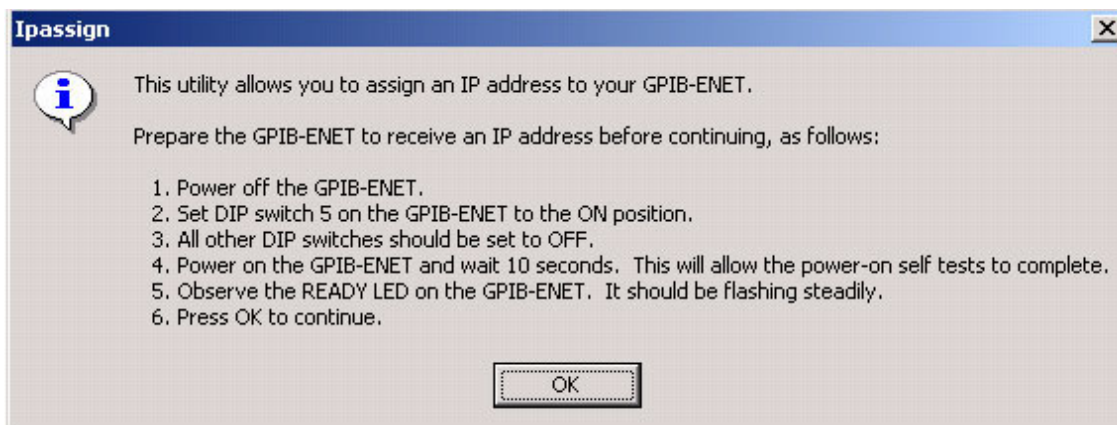 Ipassign
This utility allows you to assign an IP address to your GPIB-ENET.
Prepare the GPIB-ENET to receive an IP address before continuing, as follows:
1. Power off the GPIB-ENET.
2. Set DIP switch 5 on the GPIB-ENET to the ON position.
3. All other DIP switches should be set to OFF.
4. Power on the GPIB-ENET and wait 10 seconds.  This will allow the power-on self tests to complete.
5. Observe the READY LED on the GPIB-ENET.  It should be flashing steadily.
6. Press OK to continue.
OK